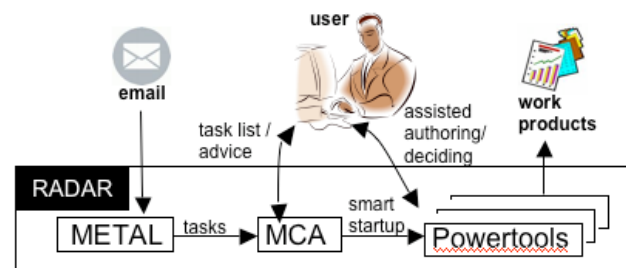 user
email
task list /
advice
assisted
authoring/
deciding
work
products
RADAR
METAL
tasks
MCA
smart
startup
Powertools